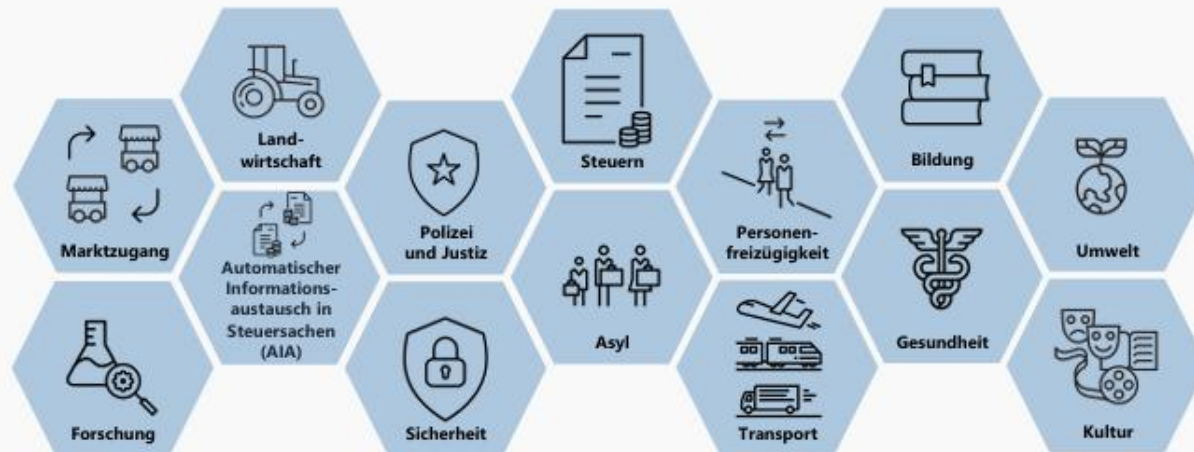 Land-
wirtschaft
Steuern
Bildung
Marktzugang
Polizei
und Justiz
Personen-
freizügigkeit
Umwelt
Automatischer
Informations-
austausch in
Steuersachen
(AIA)
Asyl
Gesundheit
Forschung
Sicherheit
Transport
Kultur